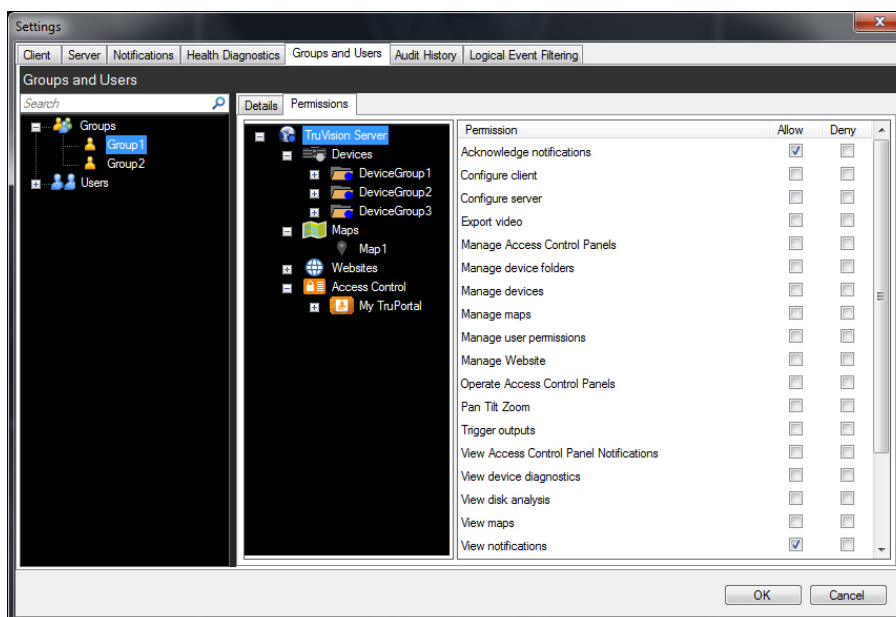 Settings
Client Server Notifications Health Diagnostics Groups and Users Audit History Logical Event Filtering
Groups and Users
Search
Groups
Group1
Group2
Users
Details Permissions
TruVision Server
Devices
DeviceGroup1
DeviceGroup2
DeviceGroup3
Maps
Map1
Websites
Access Control
My TruPortal
Permission Allow Deny
Acknowledge notifications
Configure client
Configure server
Export video
Manage Access Control Panels
Manage device folders
Manage devices
Manage maps
Manage user permissions
Manage Website
Operate Access Control Panels
Pan Tilt Zoom
Trigger outputs
View Access Control Panel Notifications
View device diagnostics
View disk analysis
View maps
View notifications
OK Cancel